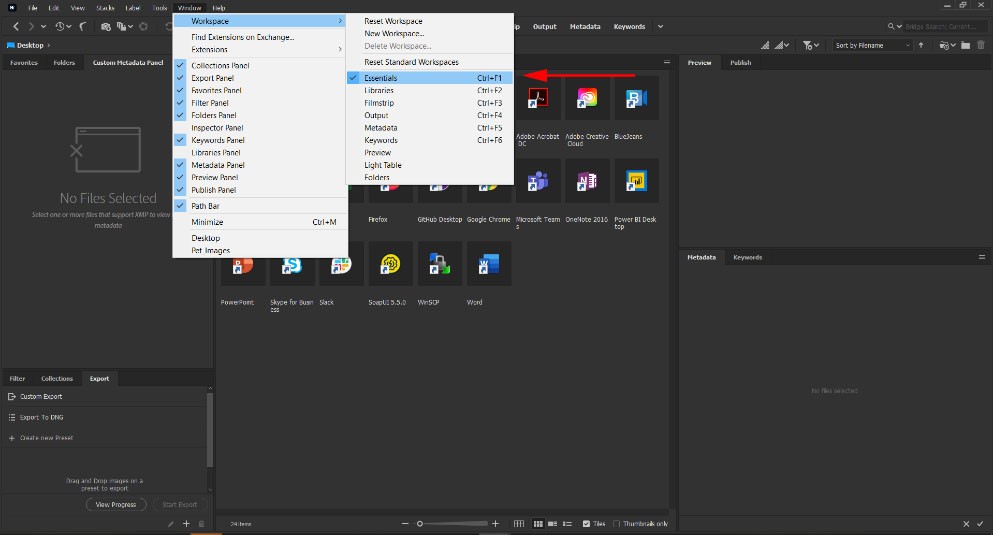 Br File Edit View Stacks Label Tools Window Help
Output Metadata Keywords
Bridge Search: Current...
Desktop
Sort by Filename
Favorites Folders Custom Metadata Panel
No Files Selected
Select one or more files that support XMP to view
metadata
Workspace
Find Extensions on Exchange...
Extensions
Collections Panel
Export Panel
Favorites Panel
Filter Panel
Folders Panel
Inspector Panel
Keywords Panel
Libraries Panel
Metadata Panel
Preview Panel
Publish Panel
Path Bar
Minimize Ctrl+M
Desktop
Pet Images
Reset Workspace
New Workspace...
Delete Workspace...
Reset Standard Workspaces
Essentials Ctrl+F1
Libraries Ctrl+F2
Filmstrip Ctrl+F3
Output Ctrl+F4
Metadata Ctrl+F5
Keywords Ctrl+F6
Preview
Light Table
Folders
Adobe Acrobat
DC
Adobe Creative
Cloud
BlueJeans
Firefox
GitHub Desktop
Google Chrome
Microsoft Team
s
OneNote 2016
Power BI Desk
top
PowerPoint
Skype for Busin
ess
Slack
SoapUI 5.5.0
WinSCP
Word
Preview Publish
Metadata Keywords
No files selected
Filter Collections Export
Custom Export
Export To DNG
Create new Preset
Drag and Drop images on a
preset to export
View Progress Start Export
24 items
Tiles Thumbnails only